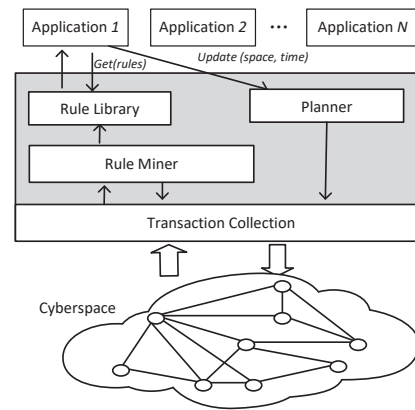 Application 1 Application 2 ... Application N
Get(rules) Update (space, time)
Rule Library Planner
Rule Miner
Transaction Collection
Cyberspace